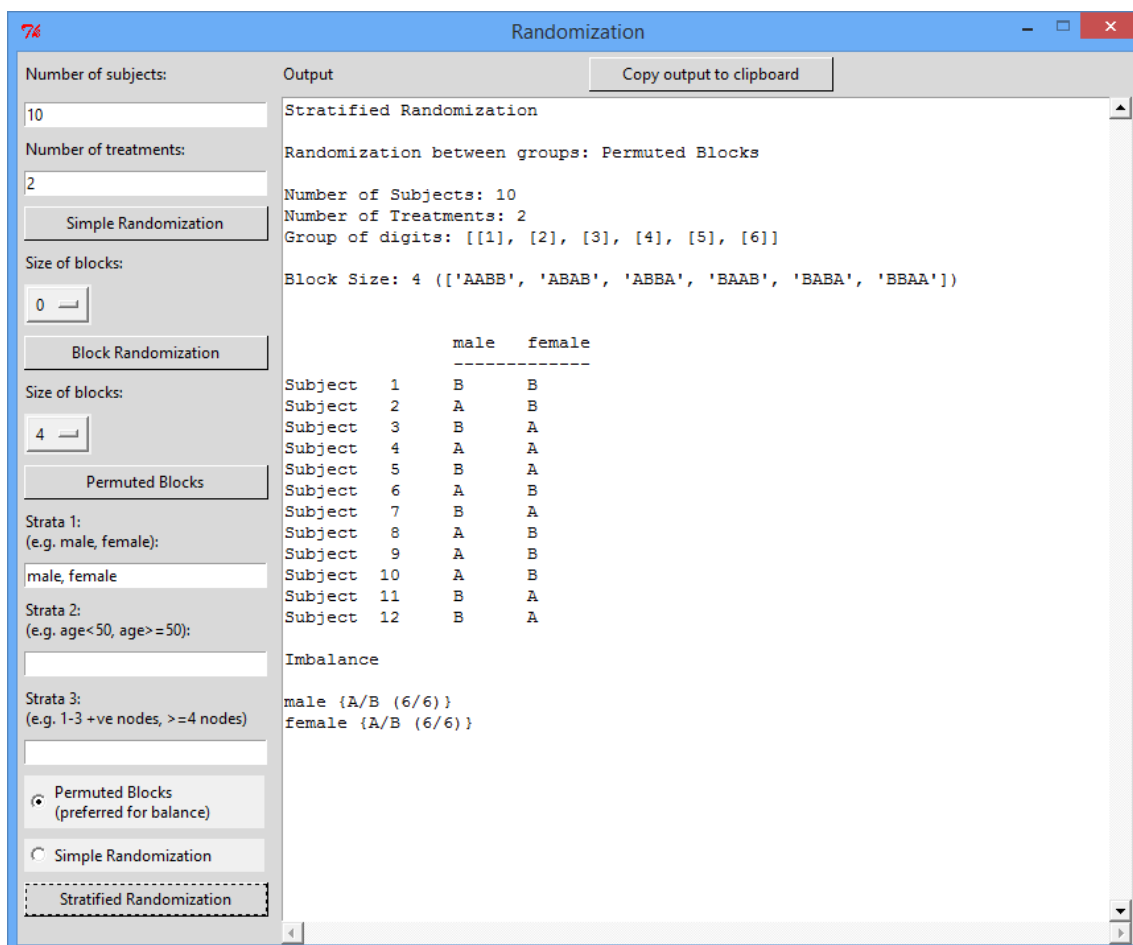 Randomization
Number of subjects:
10
Number of treatments:
2
Simple Randomization
Size of blocks:
0
Block Randomization
Size of blocks:
4
Permuted Blocks
Strata 1:
(e.g. male, female):
male, female
Strata 2:
(e.g. age<50, age>=50):
Strata 3:
(e.g. 1-3 +ve nodes, >=4 nodes)
Permuted Blocks
(preferred for balance)
Simple Randomization
Stratified Randomization
Output
Copy output to clipboard
Stratified Randomization
Randomization between groups: Permuted Blocks
Number of Subjects: 10
Number of Treatments: 2
Group of digits: [[1], [2], [3], [4], [5], [6]]
Block Size: 4 (['AABB', 'ABAB', 'ABBA', 'BAAB', 'BABA', 'BBAA'])
male female
-------------
Subject 1 B B
Subject 2 A B
Subject 3 B A
Subject 4 A A
Subject 5 B A
Subject 6 A B
Subject 7 B A
Subject 8 A B
Subject 9 A B
Subject 10 A B
Subject 11 B A
Subject 12 B A
Imbalance
male {A/B (6/6)}
female {A/B (6/6)}